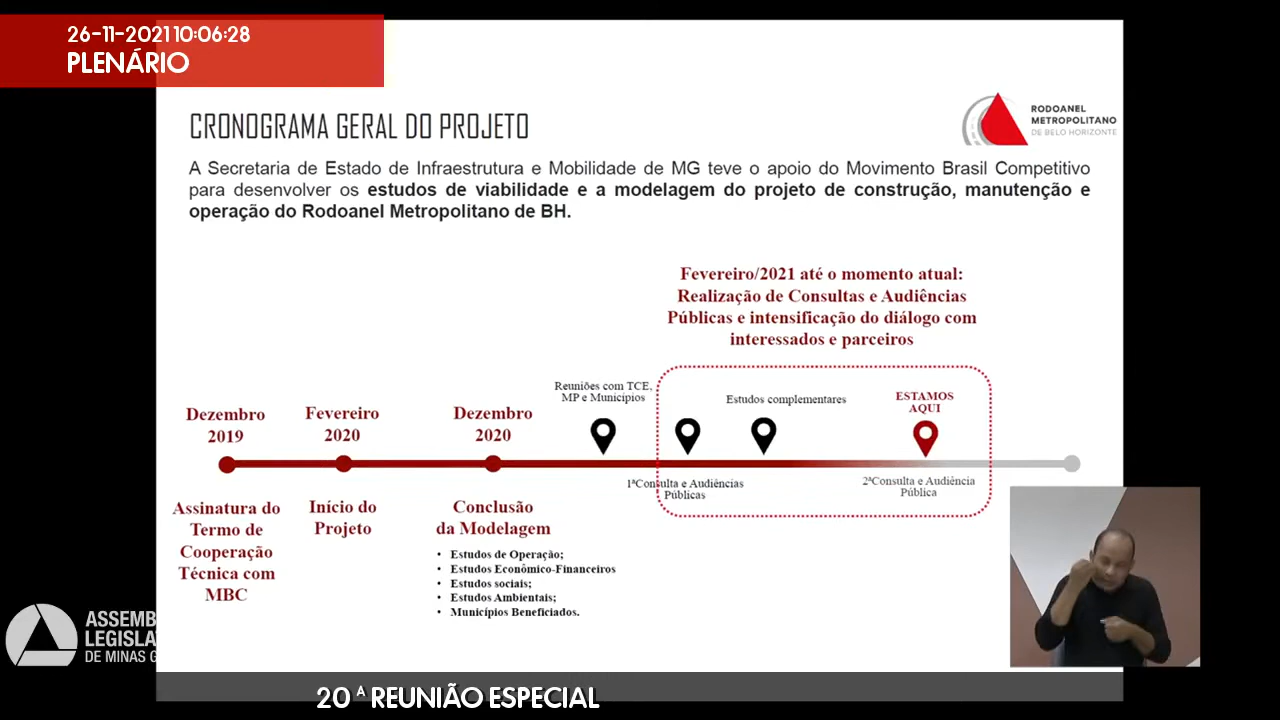 26-11-2021 10:06:28
PLENÁRIO
CRONOGRAMA GERAL DO PROJETO
RODOANEL
METROPOLITANO
DE BELO HORIZONTE
A Secretaria de Estado de Infraestrutura e Mobilidade de MG teve o apoio do Movimento Brasil Competitivo
para desenvolver os estudos de viabilidade e a modelagem do projeto de construção, manutenção e
operação do Rodoanel Metropolitano de BH.
Fevereiro/2021 até o momento atual:
Realização de Consultas e Audiências
Públicas e intensificação do diálogo com
interessados e parceiros
Dezembro
2019
Fevereiro
2020
Dezembro
2020
Reuniões com TCE,
MP e Municípios
Estudos complementares
ESTAMOS
AQUI
1ªConsulta e Audiências
Públicas
2ªConsulta e Audiência
Pública
Assinatura do
Termo de
Cooperação
Técnica com
MBC
Início do
Projeto
Conclusão
da Modelagem
• Estudos de Operação;
• Estudos Econômico-Financeiros
• Estudos sociais;
• Estudos Ambientais;
• Municípios Beneficiados.
ASSEMB
LEGISLA
DE MINAS G
20ª REUNIÃO ESPECIAL